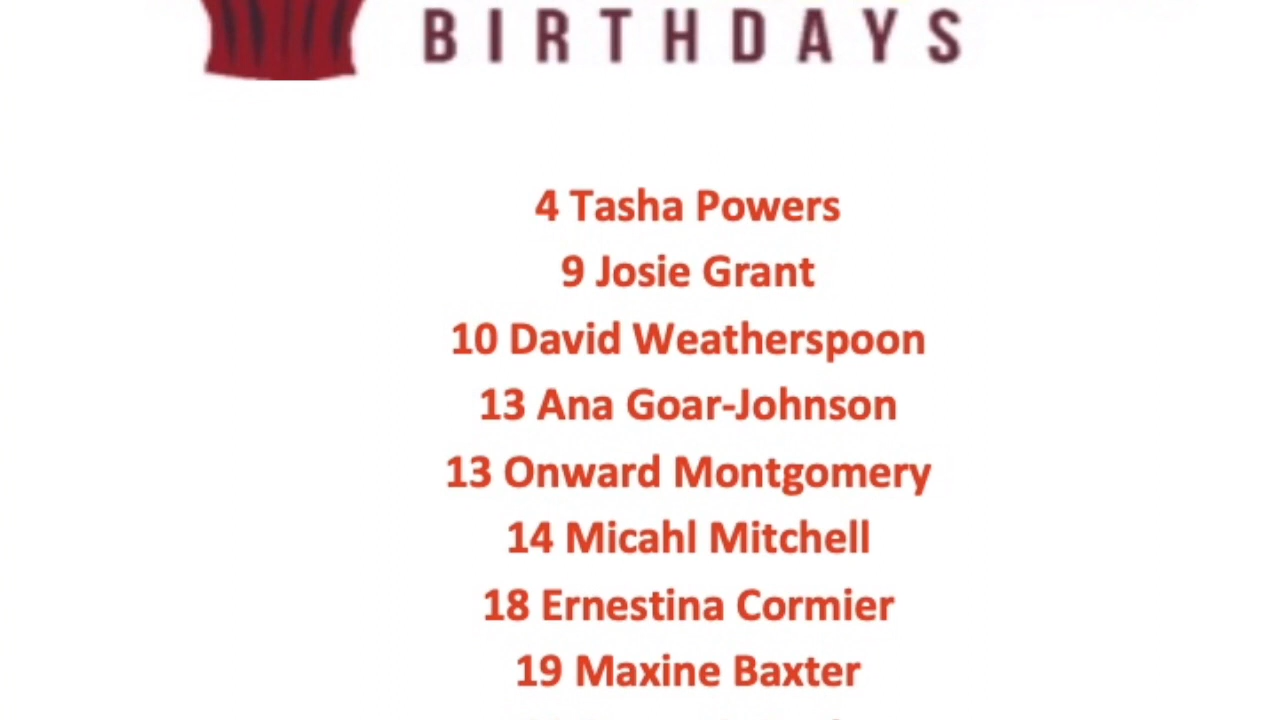 BIRTHDAYS
4 Tasha Powers
9 Josie Grant
10 David Weatherspoon
13 Ana Goar-Johnson
13 Onward Montgomery
14 Micahl Mitchell
18 Ernestina Cormier
19 Maxine Baxter